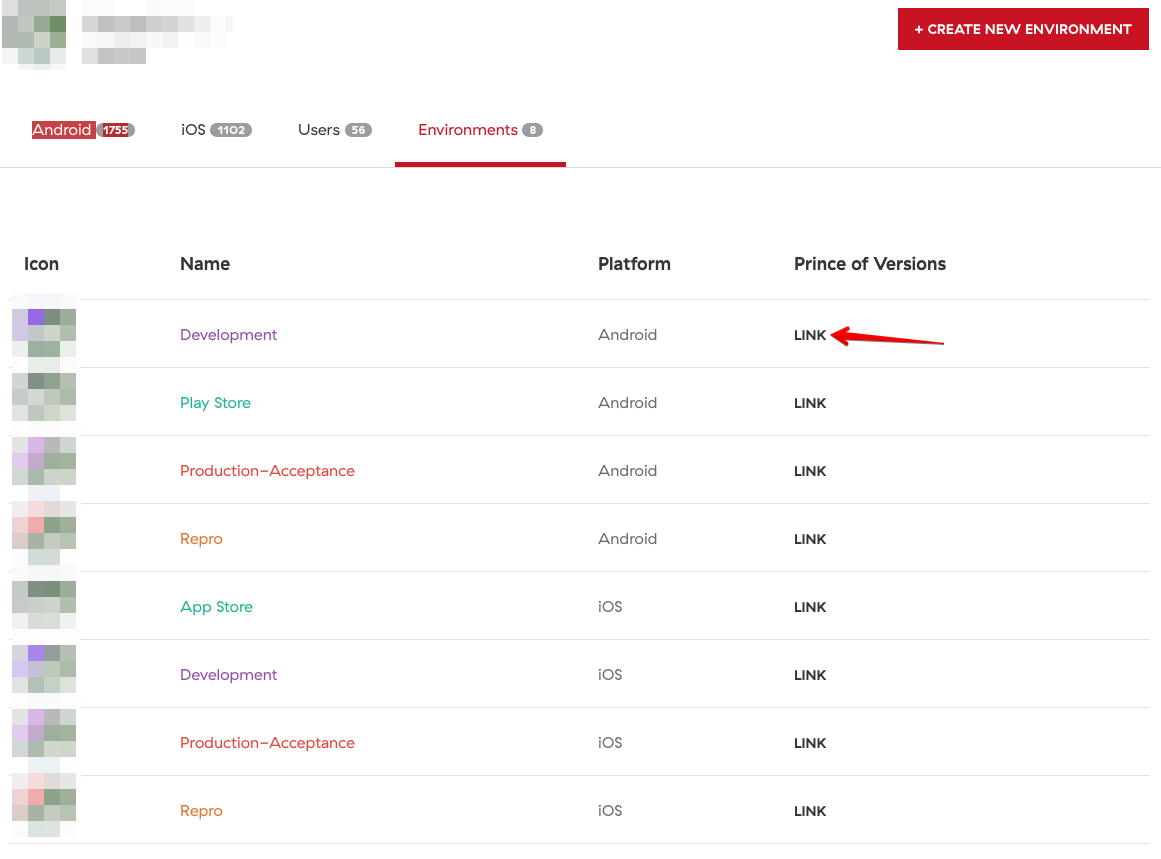 + CREATE NEW ENVIRONMENT
Android 1755 iOS 1102 Users 56 Environments 8
Icon Name Platform Prince of Versions
Development Android LINK
Play Store Android LINK
Production-Acceptance Android LINK
Repro Android LINK
App Store iOS LINK
Development iOS LINK
Production-Acceptance iOS LINK
Repro iOS LINK